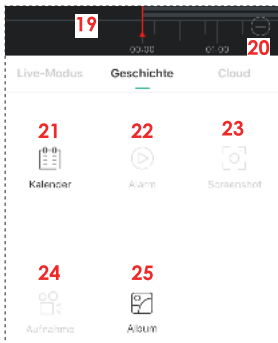 19
00:00 01:00
20
Live-Modus Geschichte Cloud
21 22 23
Kalender Alarm Screenshot
24 25
Aufnahme Album